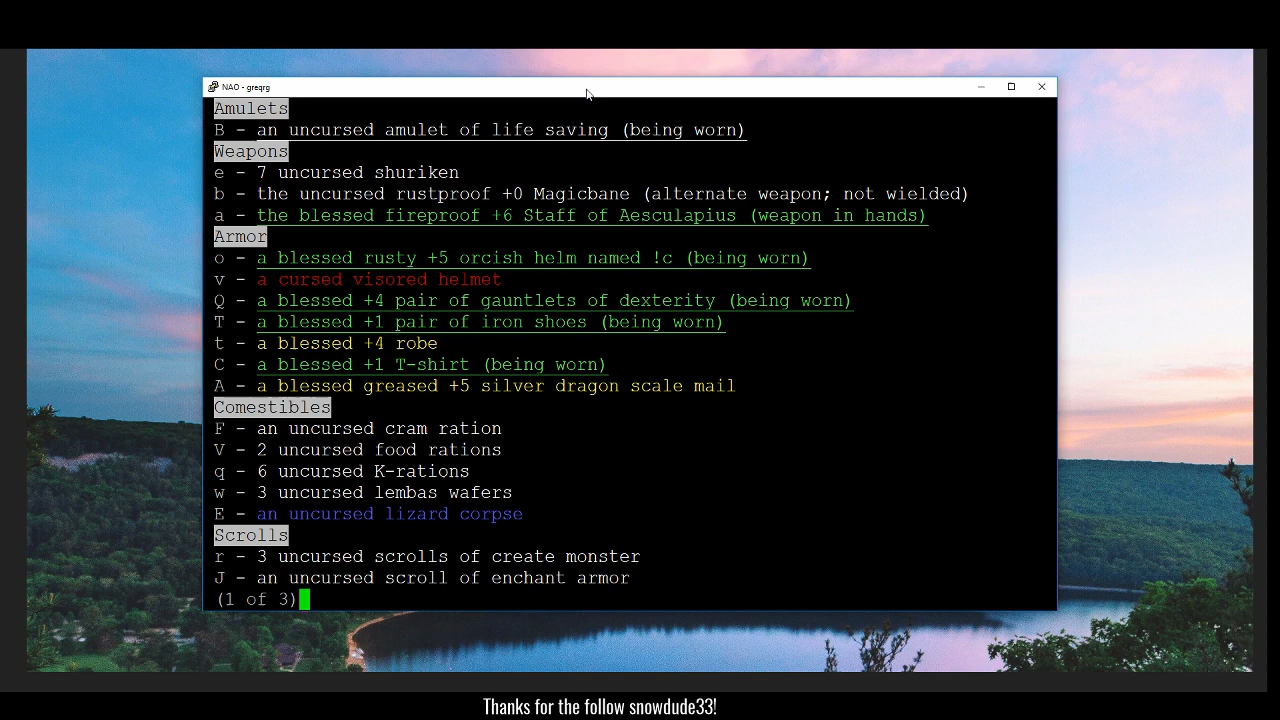 NAO - greqrg
Amulets
B - an uncursed amulet of life saving (being worn)
Weapons
e - 7 uncursed shuriken
b - the uncursed rustproof +0 Magicbane (alternate weapon; not wielded)
a - the blessed fireproof +6 Staff of Aesculapius (weapon in hands)
Armor
o - a blessed rusty +5 orcish helm named !c (being worn)
v - a cursed visored helmet
Q - a blessed +4 pair of gauntlets of dexterity (being worn)
T - a blessed +1 pair of iron shoes (being worn)
t - a blessed +4 robe
C - a blessed +1 T-shirt (being worn)
A - a blessed greased +5 silver dragon scale mail
Comestibles
F - an uncursed cram ration
V - 2 uncursed food rations
q - 6 uncursed K-rations
w - 3 uncursed lembas wafers
E - an uncursed lizard corpse
Scrolls
r - 3 uncursed scrolls of create monster
J - an uncursed scroll of enchant armor
(1 of 3)
Thanks for the follow snowdude33!